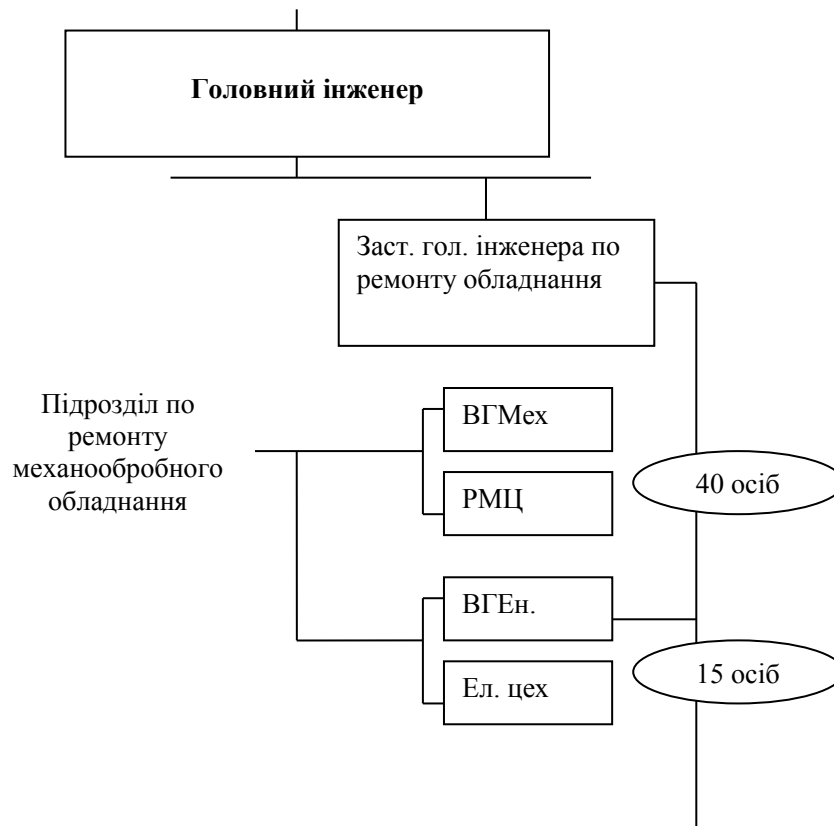 Головний інженер
Заст. гол. інженера по
ремонту обладнання
Підрозділ по
ремонту
механообробного
обладнання
ВГМех
РМЦ
40 осіб
ВГЕн.
Ел. цех
15 осіб